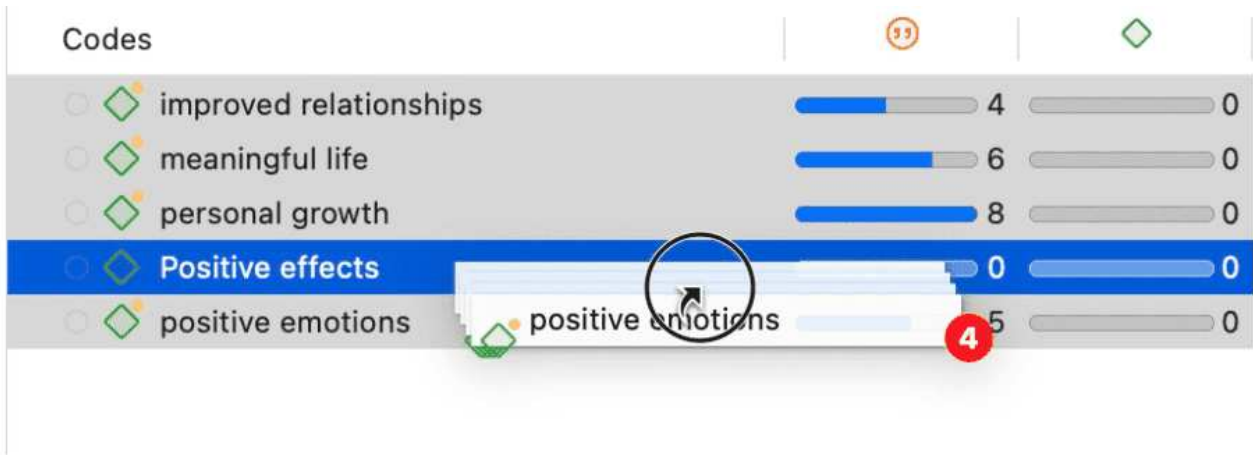 Codes
improved relationships 4 0
meaningful life 6 0
personal growth 8 0
Positive effects 0 0
positive emotions 5 0
positive emotions
4